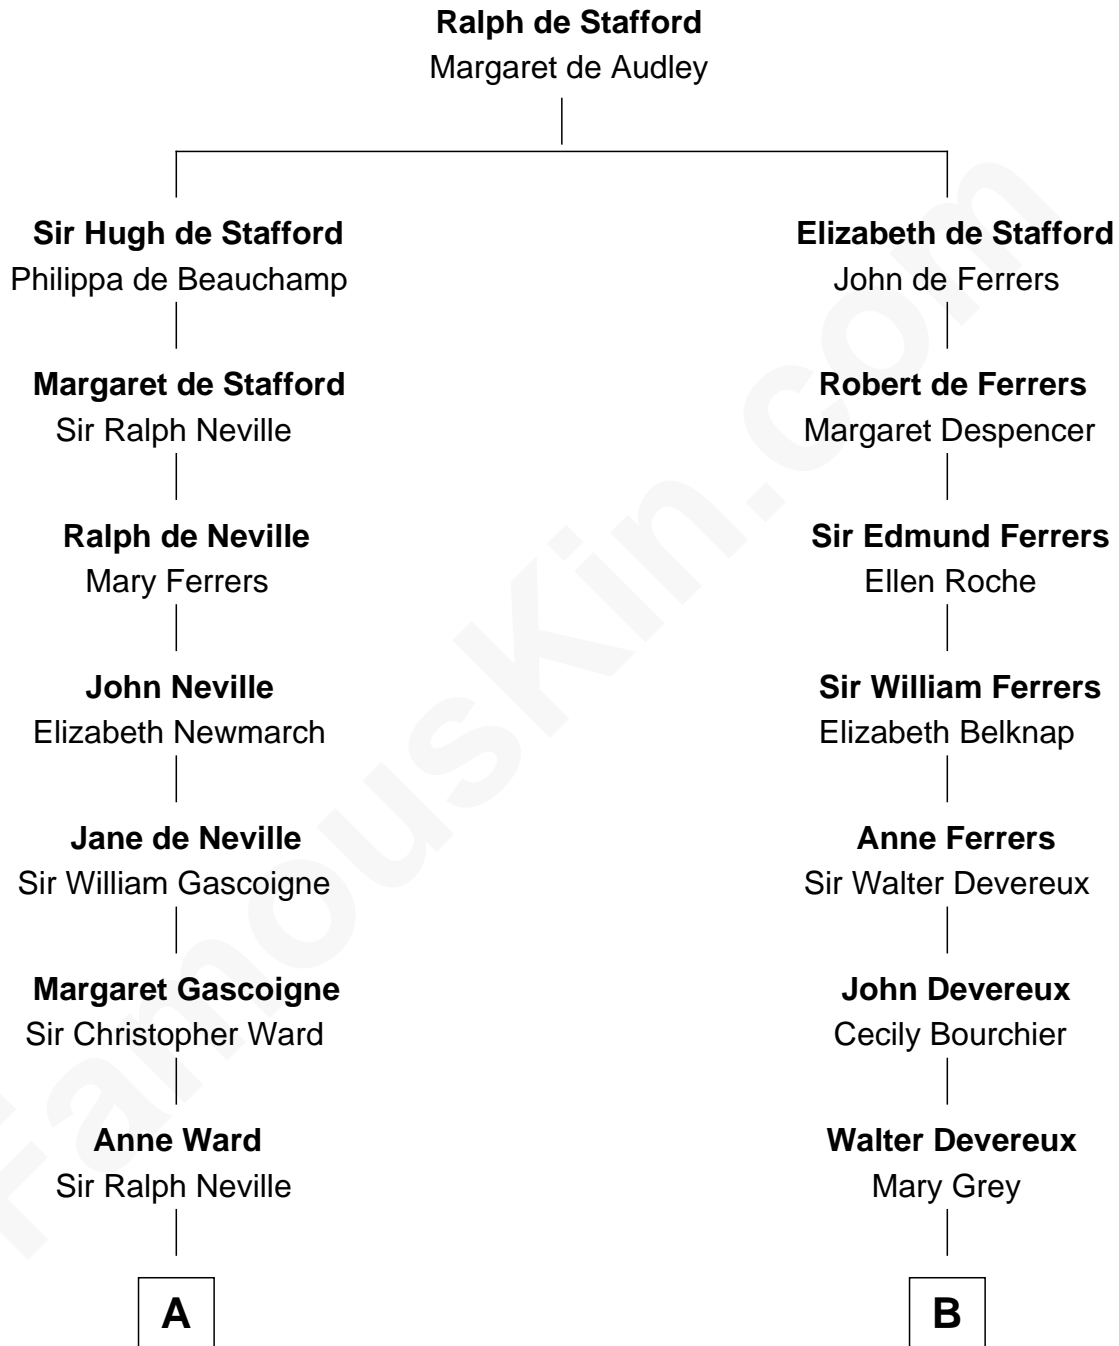 Ralph de Stafford
Margaret de Audley
Sir Hugh de Stafford
Philippa de Beauchamp
Margaret de Stafford
Sir Ralph Neville
Ralph de Neville
Mary Ferrers
John Neville
Elizabeth Newmarch
Jane de Neville
Sir William Gascoigne
Margaret Gascoigne
Sir Christopher Ward
Anne Ward
Sir Ralph Neville
A
Elizabeth de Stafford
John de Ferrers
Robert de Ferrers
Margaret Despencer
Sir Edmund Ferrers
Ellen Roche
Sir William Ferrers
Elizabeth Belknap
Anne Ferrers
Sir Walter Devereux
John Devereux
Cecily Bourchier
Walter Devereux
Mary Grey
B
FamousKin.com